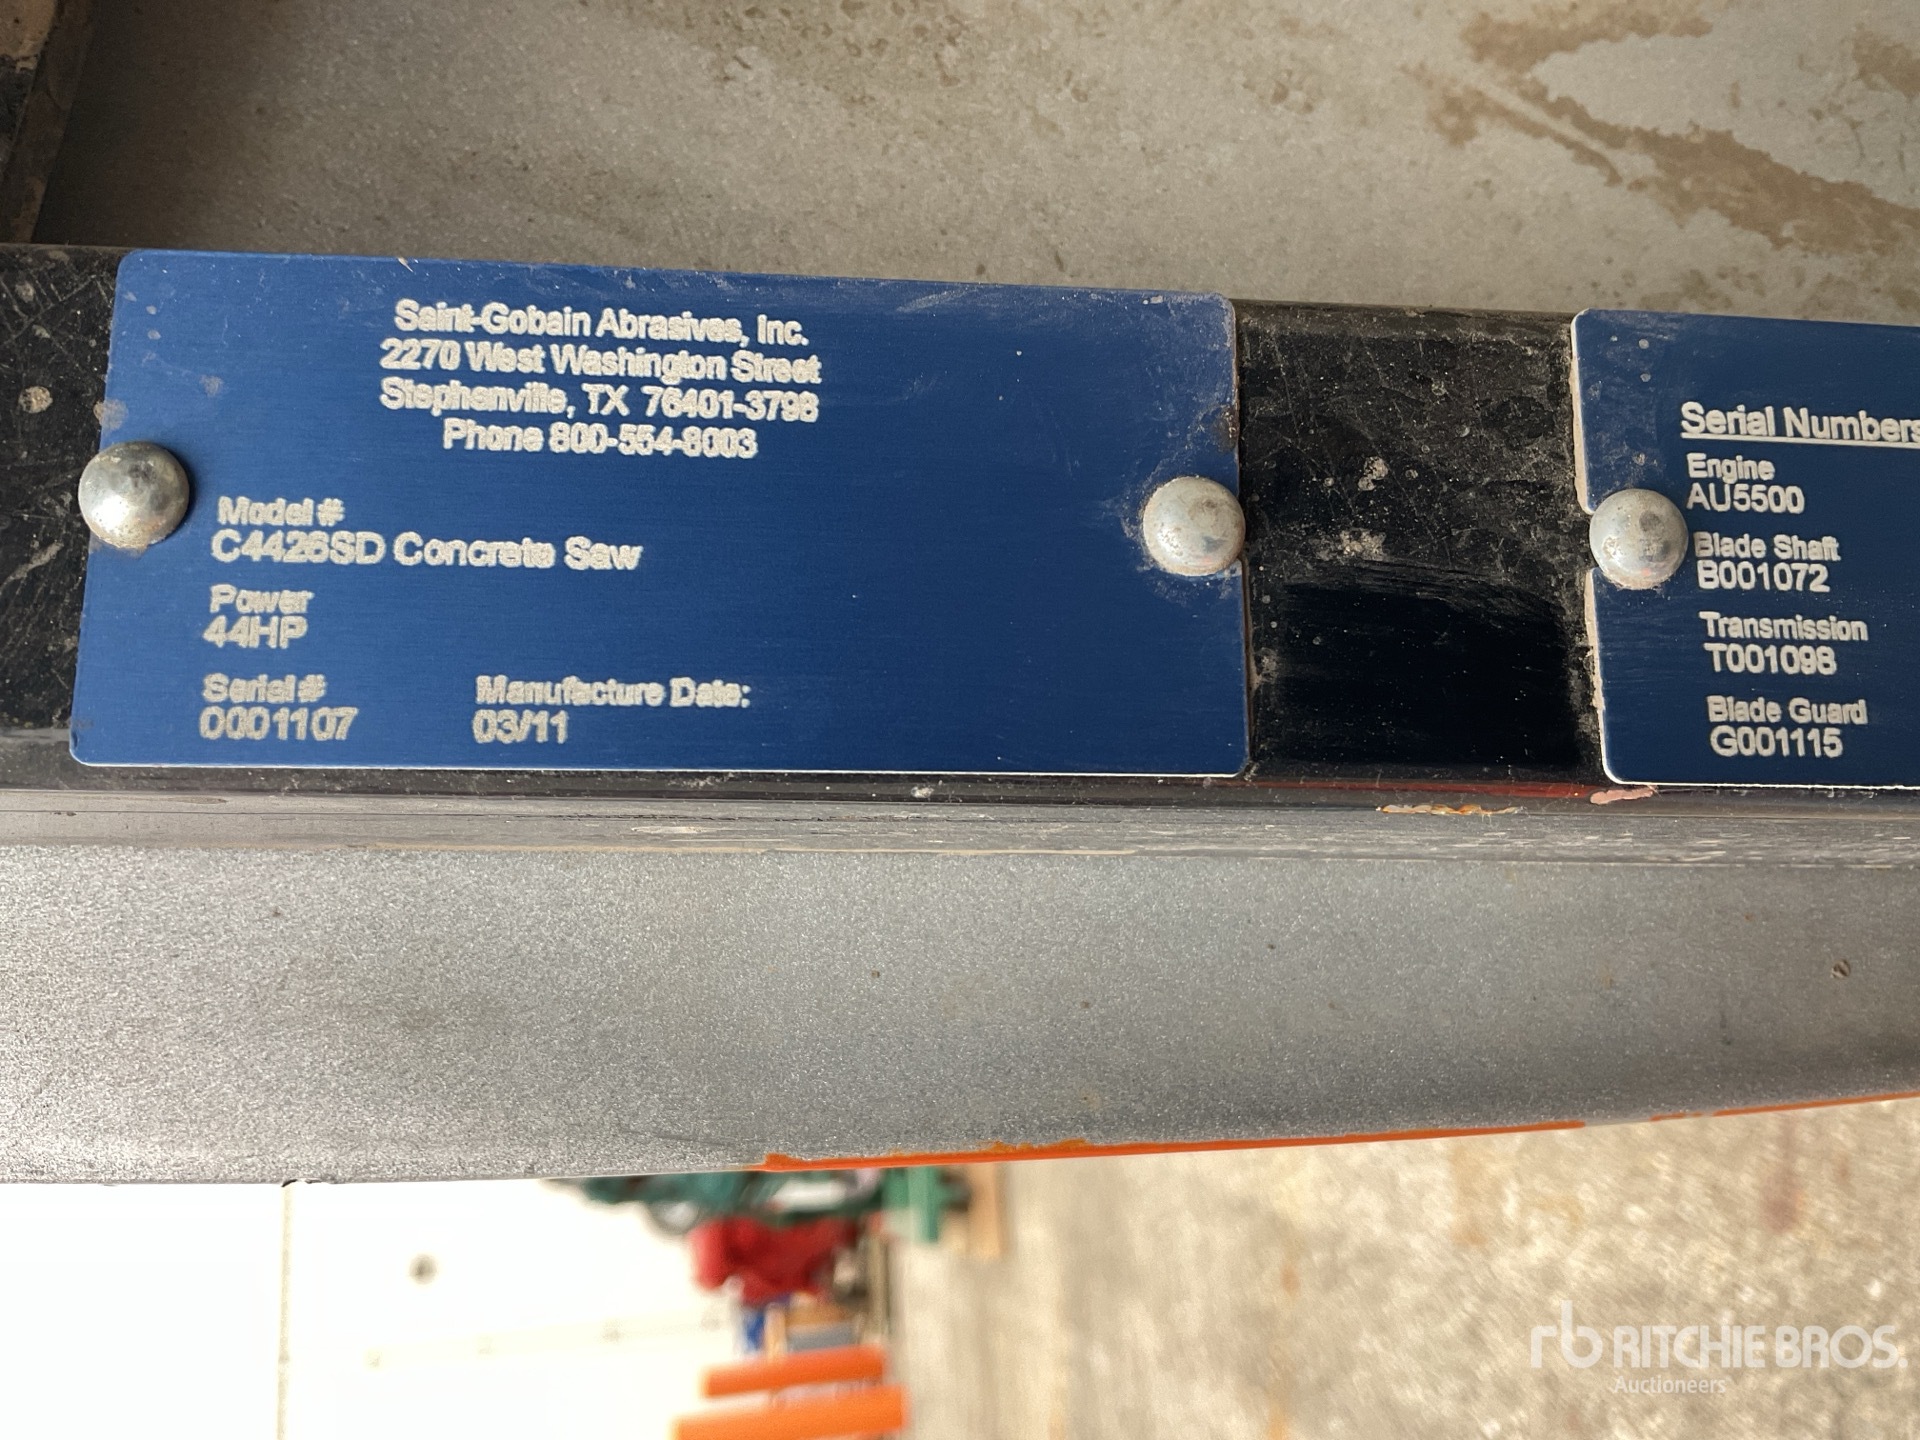 Saint-Gobain Abrasives, Inc.
2270 West Washington Street
Stephenville, TX 76401-3798
Phone 800-554-8003
Model #
C4426SD Concrete Saw
Power
44HP
Serial #
0001107
Manufacture Date:
03/11
Serial Numbers
Engine
AU5500
Blade Shaft
B001072
Transmission
T001098
Blade Guard
G001115
rb RITCHIE BROS.
Auctioneers